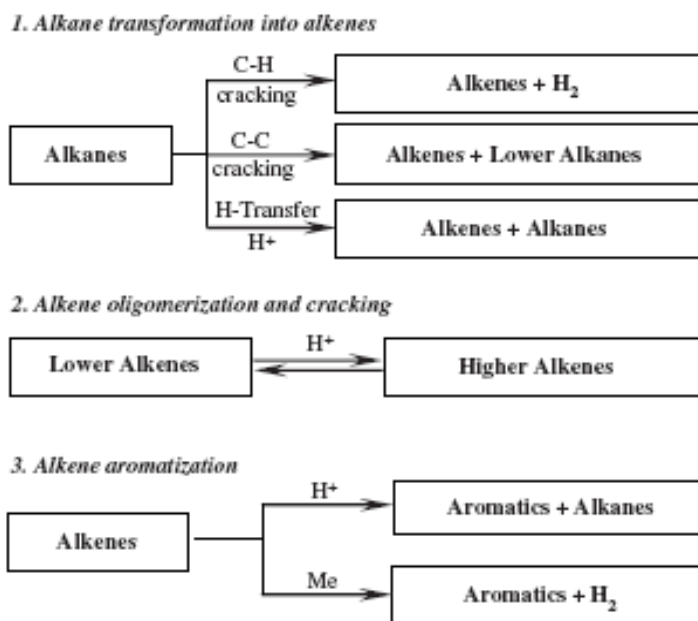 1. Alkane transformation into alkenes
C-H
cracking
Alkenes + H₂
Alkanes
C-C
cracking
Alkenes + Lower Alkanes
H-Transfer
H⁺
Alkenes + Alkanes
2. Alkene oligomerization and cracking
Lower Alkenes
H⁺
Higher Alkenes
3. Alkene aromatization
H⁺
Aromatics + Alkanes
Alkenes
Me
Aromatics + H₂